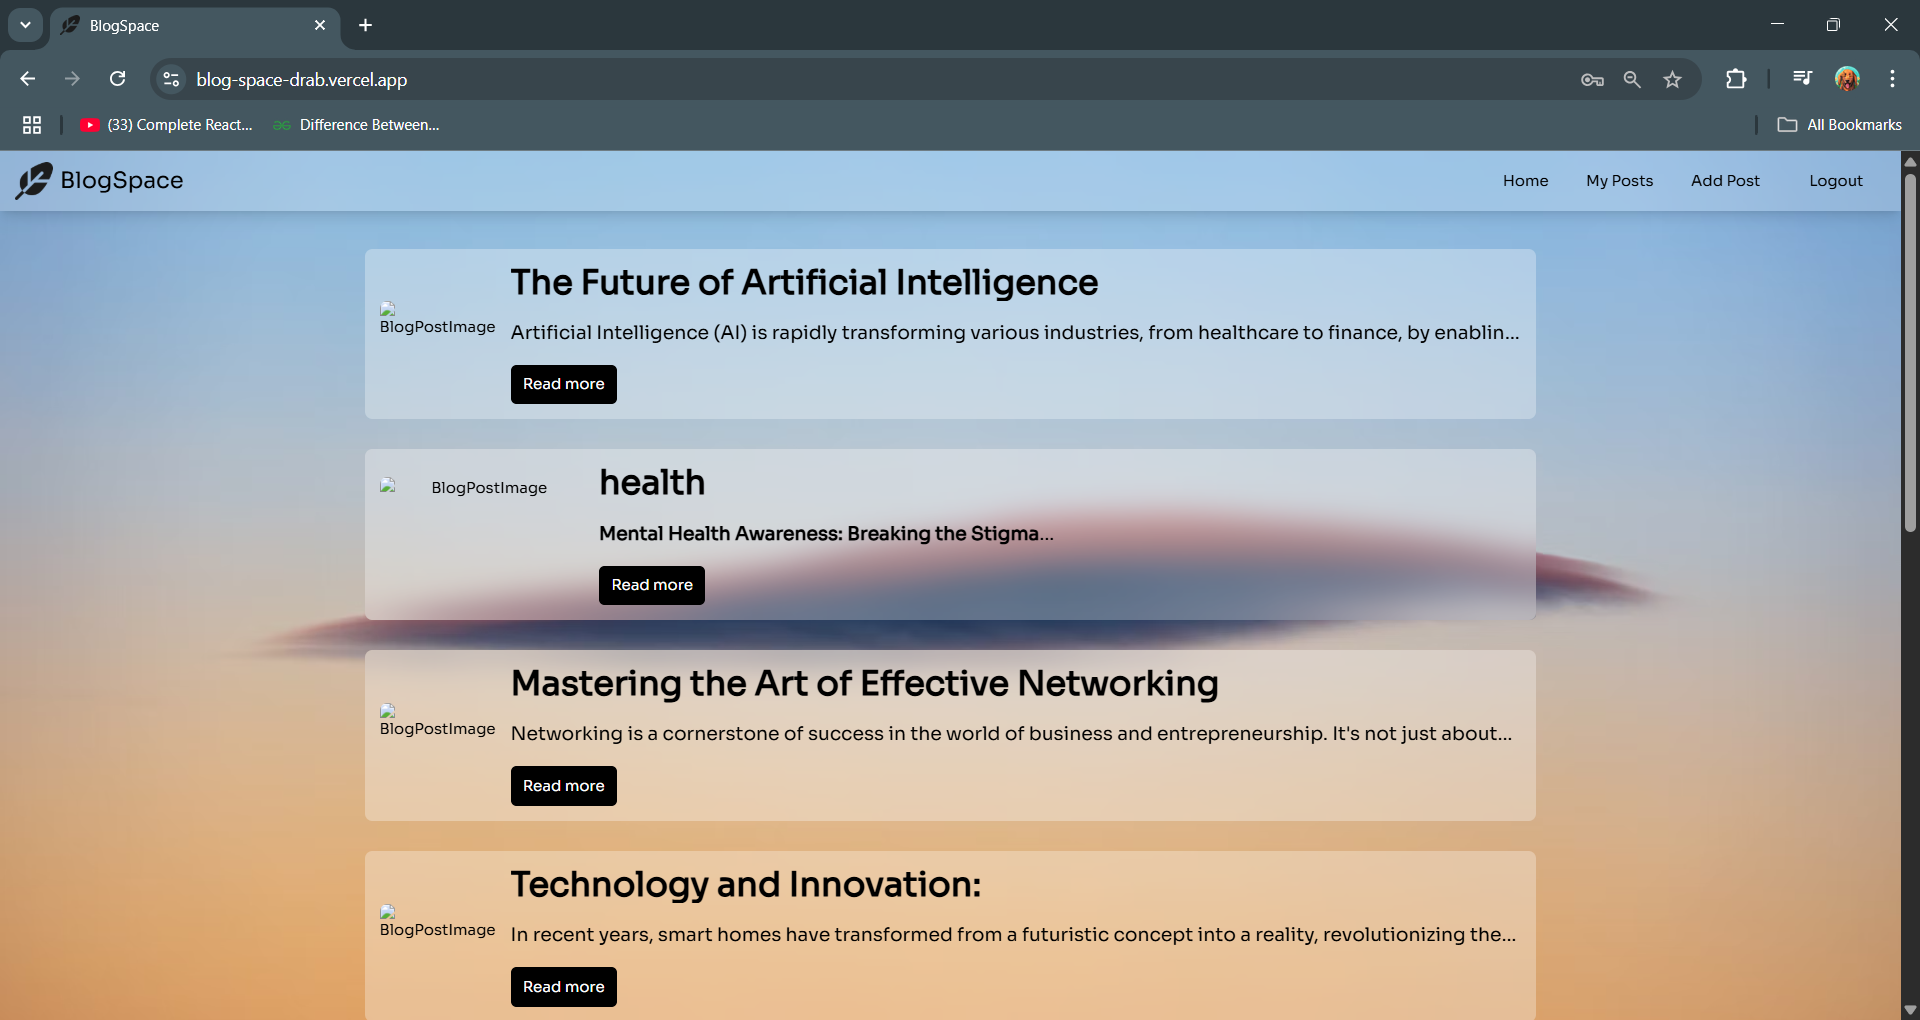 BlogSpace
blog-space-drab.vercel.app
(33) Complete React...
Difference Between...
All Bookmarks
BlogSpace
Home
My Posts
Add Post
Logout
The Future of Artificial Intelligence
BlogPostImage
Artificial Intelligence (AI) is rapidly transforming various industries, from healthcare to finance, by enablin...
Read more
BlogPostImage
health
Mental Health Awareness: Breaking the Stigma...
Read more
Mastering the Art of Effective Networking
BlogPostImage
Networking is a cornerstone of success in the world of business and entrepreneurship. It's not just about...
Read more
Technology and Innovation:
BlogPostImage
In recent years, smart homes have transformed from a futuristic concept into a reality, revolutionizing the...
Read more